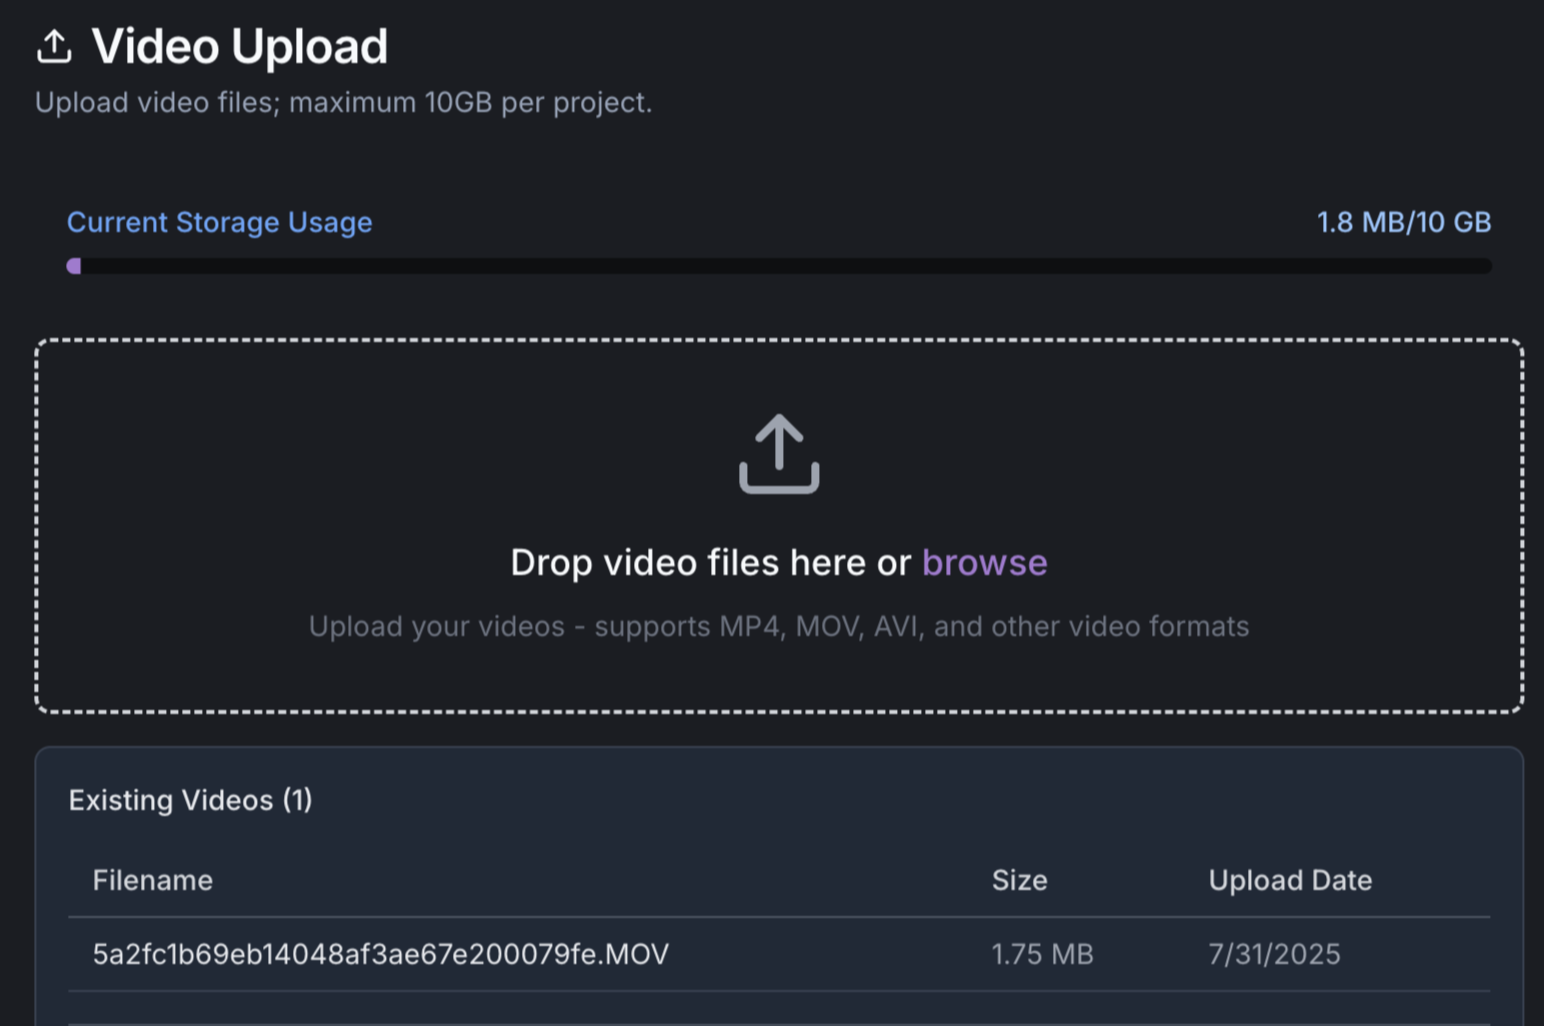 Video Upload
Upload video files; maximum 10GB per project.
Current Storage Usage
1.8 MB/10 GB
Drop video files here or browse
Upload your videos - supports MP4, MOV, AVI, and other video formats
Existing Videos (1)
Filename Size Upload Date
5a2fc1b69eb14048af3ae67e200079fe.MOV 1.75 MB 7/31/2025